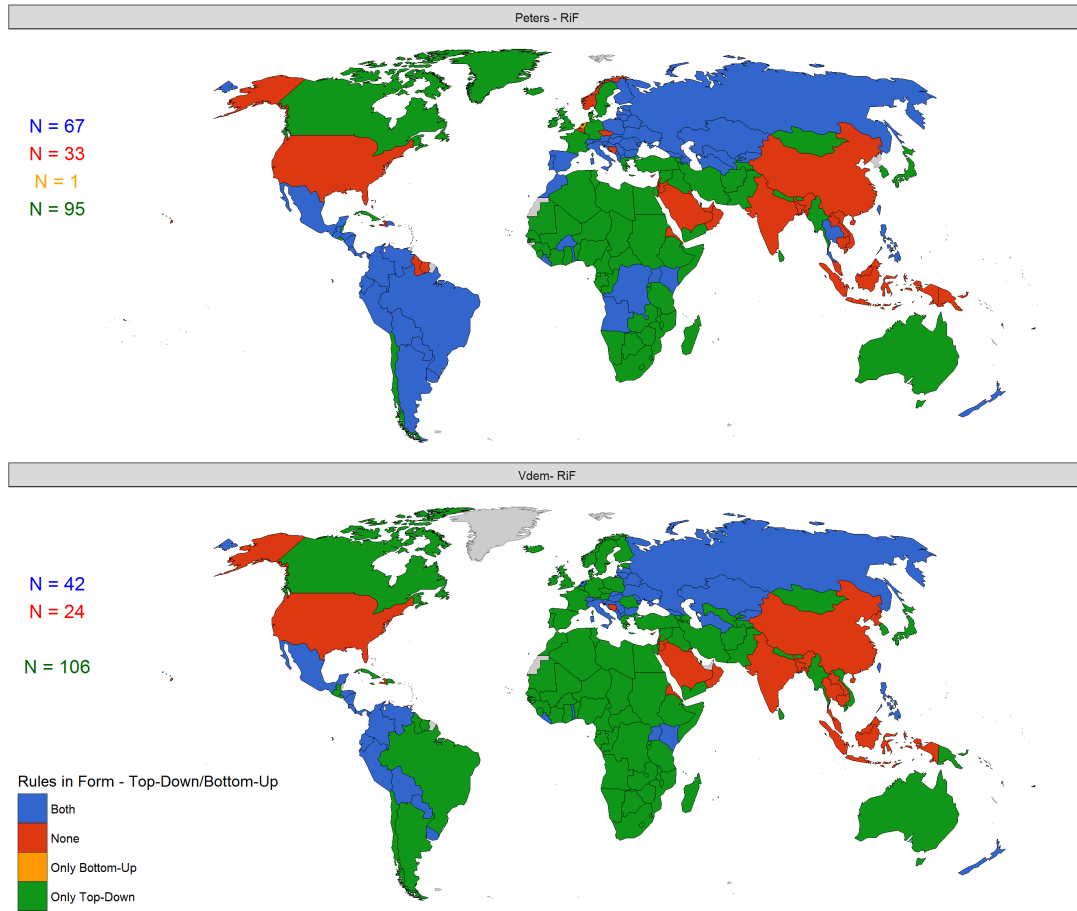 Peters - RiF
N = 67
N = 33
N = 1
N = 95
Vdem- RiF
N = 42
N = 24
N = 106
Rules in Form - Top-Down/Bottom-Up
Both
None
Only Bottom-Up
Only Top-Down